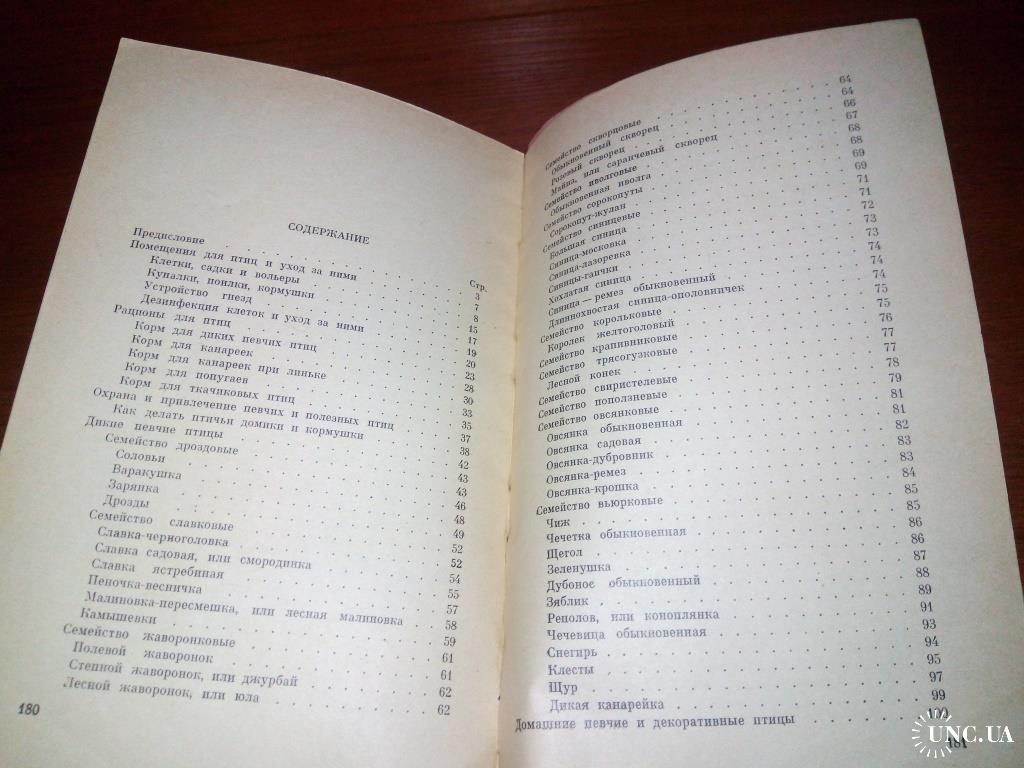 СОДЕРЖАНИЕ
Стр.
Предисловие . . . 3
Помещения для птиц и уход за ними . . . 7
Клетки, садки и вольеры . . . 8
Купалки, поилки, кормушки . . . 15
Устройство гнезд . . . 17
Дезинфекция клеток и уход за ними . . . 19
Рационы для птиц . . . 20
Корм для диких певчих птиц . . . 23
Корм для канареек . . . 28
Корм для канареек при линьке . . . 30
Корм для попугаев . . . 33
Корм для ткачиковых птиц . . . 35
Охрана и привлечение певчих и полезных птиц . . . 37
Как делать птичьи домики и кормушки . . . 38
Дикие певчие птицы . . . 42
Семейство дроздовые . . . 43
Соловьи . . . 43
Варакушка . . . 46
Зарянка . . . 48
Дрозды . . . 49
Семейство славковые . . . 52
Славка-черноголовка . . . 52
Славка садовая, или смородинка . . . 54
Славка ястребиная . . . 55
Пеночка-весничка . . . 57
Малиновка-пересмешка, или лесная малиновка . . . 58
Камышевки . . . 59
Семейство жаворонковые . . . 61
Полевой жаворонок . . . 61
Степной жаворонок, или джурбай . . . 62
Лесной жаворонок, или юла . . . 62
180
Семейство скворцовые . . . 64
Обыкновенный скворец . . . 64
Розовый скворец . . . 66
Майна, или саранчевый скворец . . . 67
Семейство иволговые . . . 68
Обыкновенная иволга . . . 68
Семейство сорокопуты . . . 69
Сорокопут-жулан . . . 69
Семейство синицевые . . . 71
Большая синица . . . 71
Синица-московка . . . 72
Синица-лазоревка . . . 73
Синицы-гаички . . . 73
Хохлатая синица . . . 74
Синица — ремез обыкновенный . . . 74
Длиннохвостая синица-ополовничек . . . 74
Семейство корольковые . . . 75
Королек желтоголовый . . . 75
Семейство крапивниковые . . . 76
Семейство трясогузковые . . . 77
Лесной конек . . . 77
Семейство свиристелевые . . . 78
Семейство поползневые . . . 79
Семейство овсянковые . . . 81
Овсянка обыкновенная . . . 81
Овсянка садовая . . . 82
Овсянка-дубровник . . . 83
Овсянка-ремез . . . 83
Овсянка-крошка . . . 84
Семейство вьюрковые . . . 85
Чиж . . . 85
Чечетка обыкновенная . . . 86
Щегол . . . 86
Зеленушка . . . 87
Дубонос обыкновенный . . . 88
Зяблик . . . 89
Реполов, или коноплянка . . . 91
Чечевица обыкновенная . . . 93
Снегирь . . . 94
Клесты . . . 95
Щур . . . 97
Дикая канарейка . . . 99
Домашние певчие и декоративные птицы . . . 100
181
UNC.UA